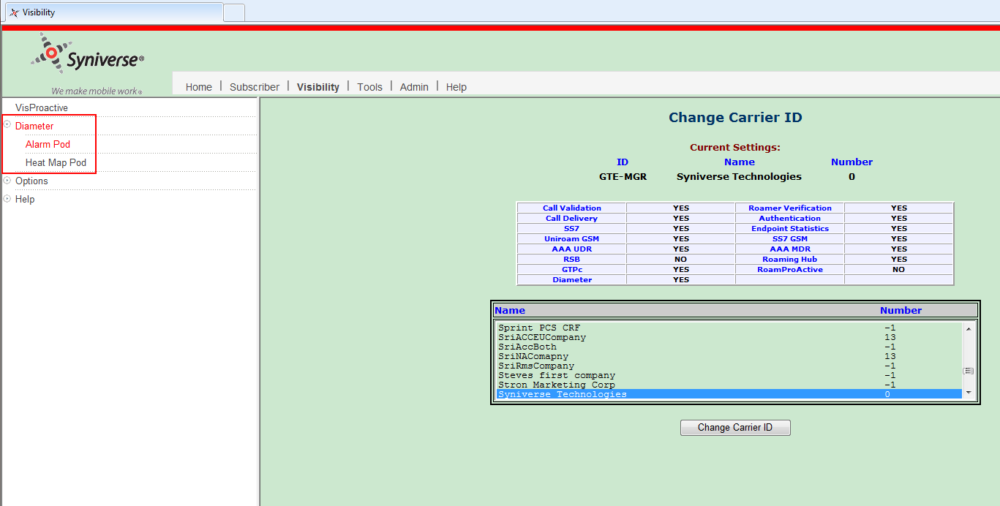 Visibility
Syniverse®
We make mobile work®
Home | Subscriber | Visibility | Tools | Admin | Help
VisProactive
Diameter
Alarm Pod
Heat Map Pod
Options
Help
Change Carrier ID
Current Settings:
ID Name Number
GTE-MGR Syniverse Technologies 0
Call Validation YES Roamer Verification YES
Call Delivery YES Authentication YES
SS7 YES Endpoint Statistics YES
Uniroam GSM YES SS7 GSM YES
AAA UDR YES AAA MDR YES
RSB NO Roaming Hub YES
GTPc YES RoamProActive NO
Diameter YES
Name Number
Sprint PCS CRF -1
SriACCEUCompany 13
SriAccBoth -1
SriNAComapny 13
SriRmsCompany -1
Steves first company -1
Stron Marketing Corp -1
Syniverse Technologies 0
Change Carrier ID